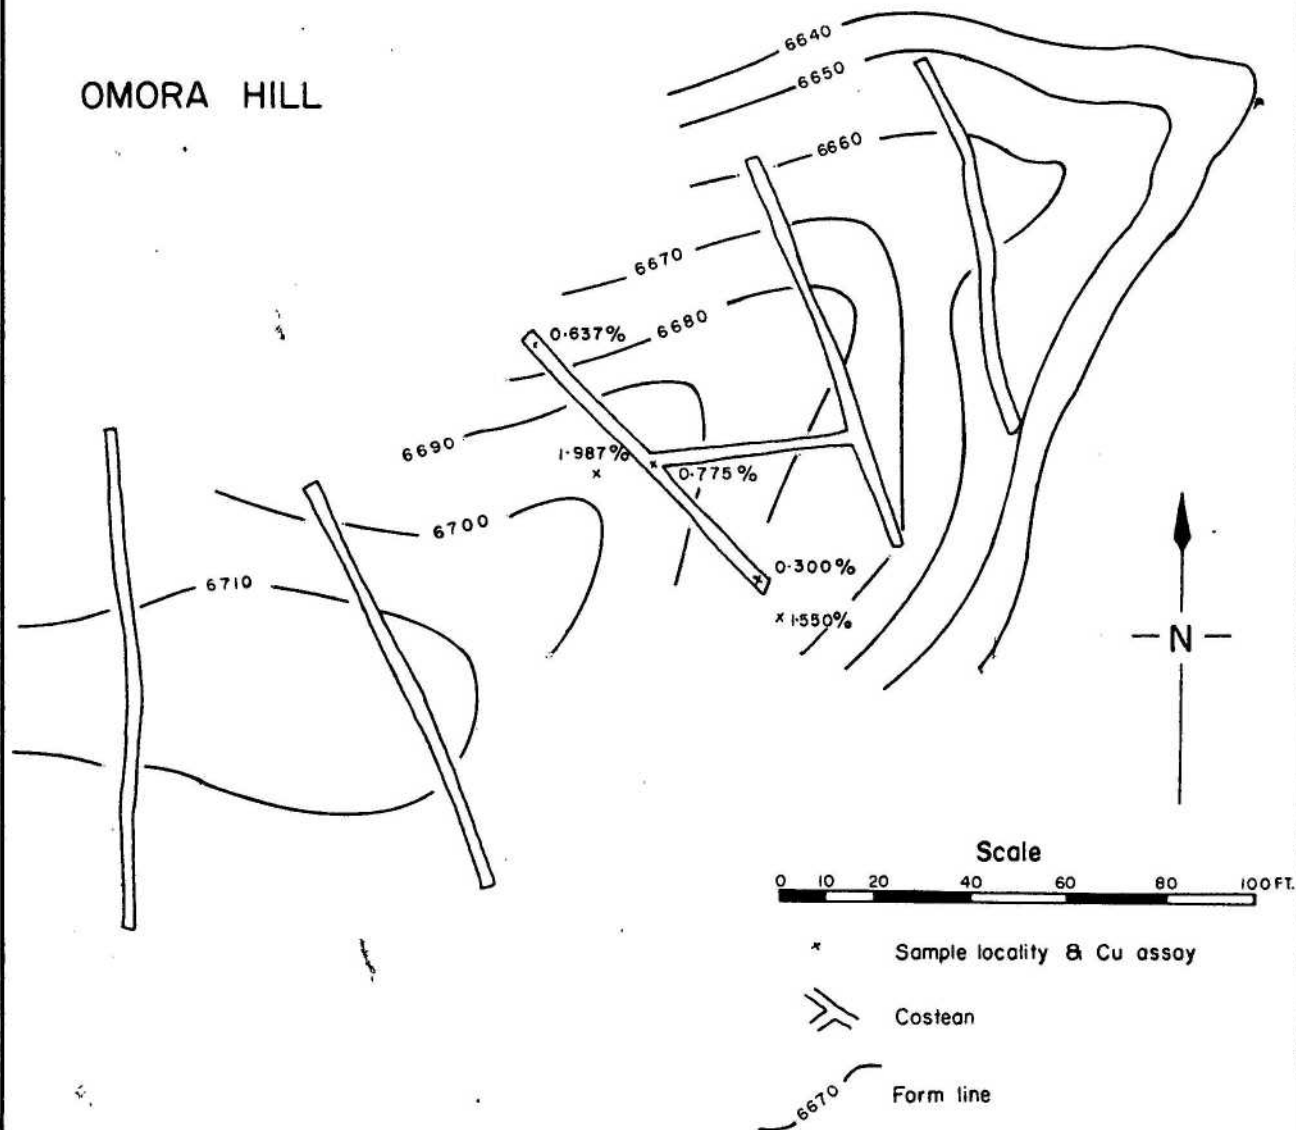 OMORA HILL
6640
6650
6660
6670
6680
0.637%
6690
1.987%
0.775%
6700
0.300%
6710
1.550%
N
Scale
0 10 20 40 60 80 100 FT.
x Sample locality & Cu assay
Costean
6670 Form line